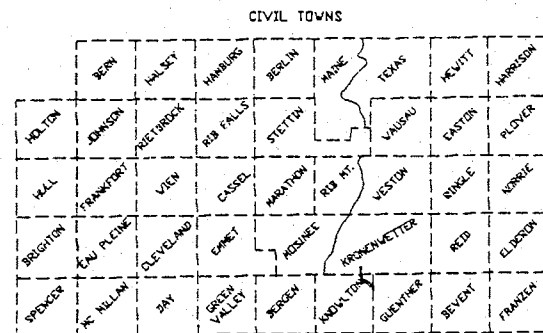 CIVIL TOWNS
BERN HALSEY HAMBURG BERLIN MAINE TEXAS HEWITT HARRISON
HOLTON JOHNSON RIETBROCK RIB FALLS STETTIN WAUSAU EASTON PLOVER
HULL FRANKFORT WIEN CASSEL MARATHON RIB MT. WESTON RINGLE NORRIE
BRIGHTON EAU PLEINE CLEVELAND EMMET MOSINEE KRONENWETTER REID ELDERON
SPENCER MC MILLAN DAY GREEN VALLEY BERGEN KNOWLTON GUENTHER BEVENT FRANZEN